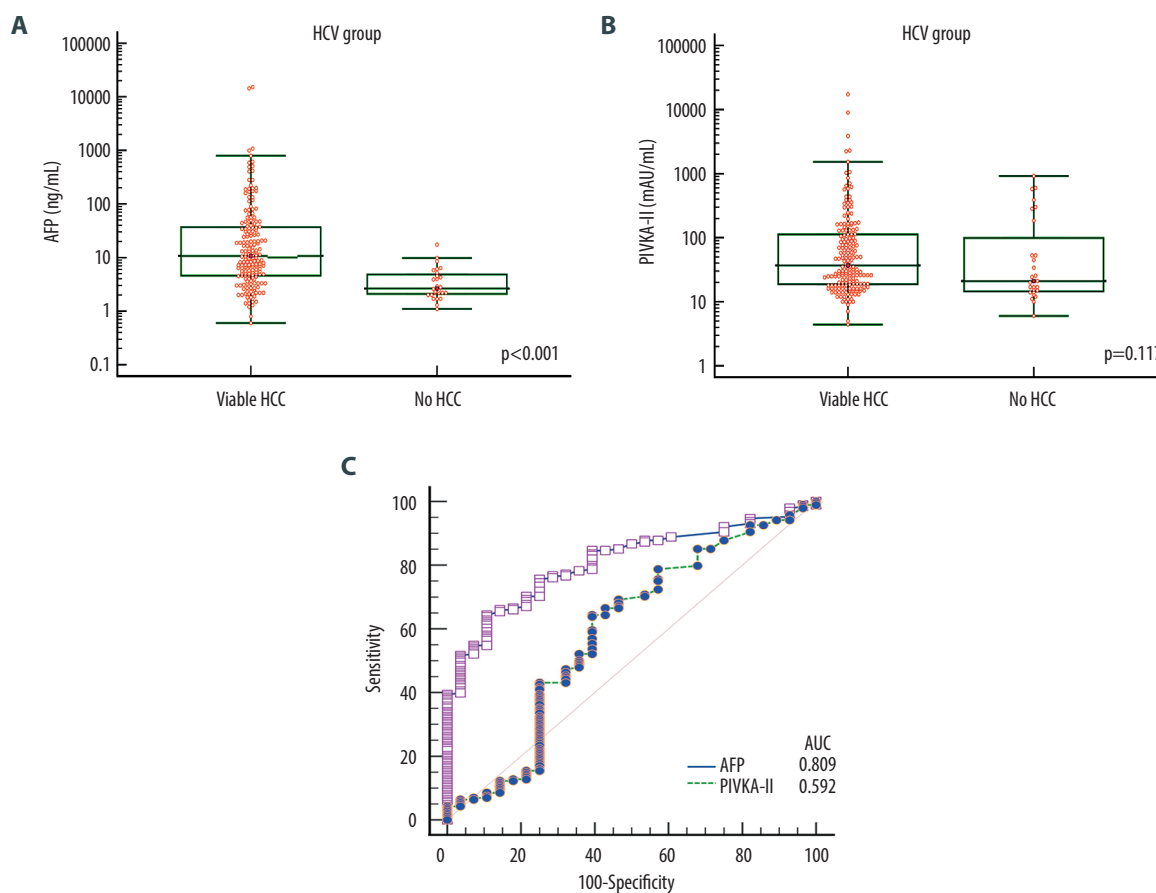 A
HCV group
AFP (ng/mL)
100000
10000
1000
100
10
1
0.1
p<0.001
Viable HCC
No HCC
B
HCV group
PIVKA-II (mAU/mL)
100000
10000
1000
100
10
1
p=0.117
Viable HCC
No HCC
C
Sensitivity
100
80
60
40
20
0
AUC
AFP 0.809
PIVKA-II 0.592
0 20 40 60 80 100
100-Specificity